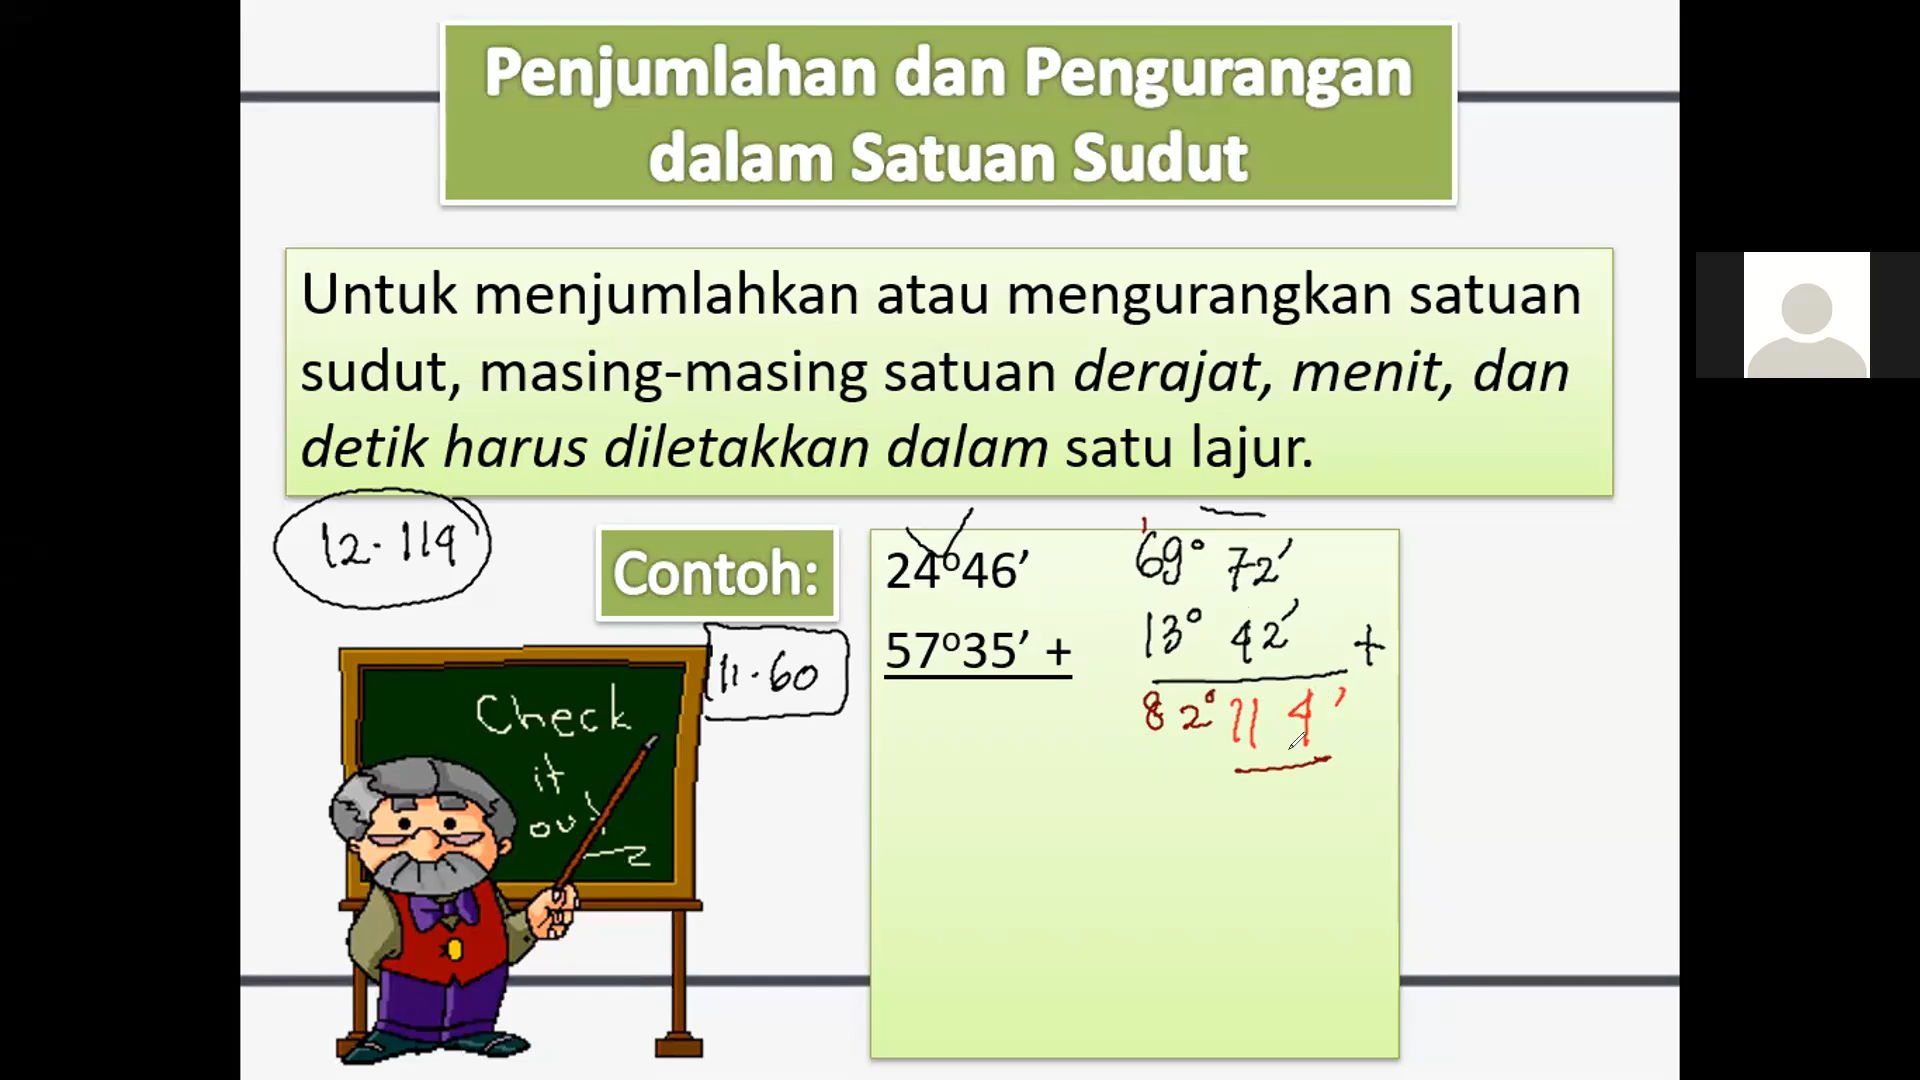 Penjumlahan dan Pengurangan
dalam Satuan Sudut
Untuk menjumlahkan atau mengurangkan satuan
sudut, masing-masing satuan derajat, menit, dan
detik harus diletakkan dalam satu lajur.
12.119
Contoh:
24°46’
57°35’ +
1
69° 72'
13° 42' +
82° 114'
11.60
Check
it
out!